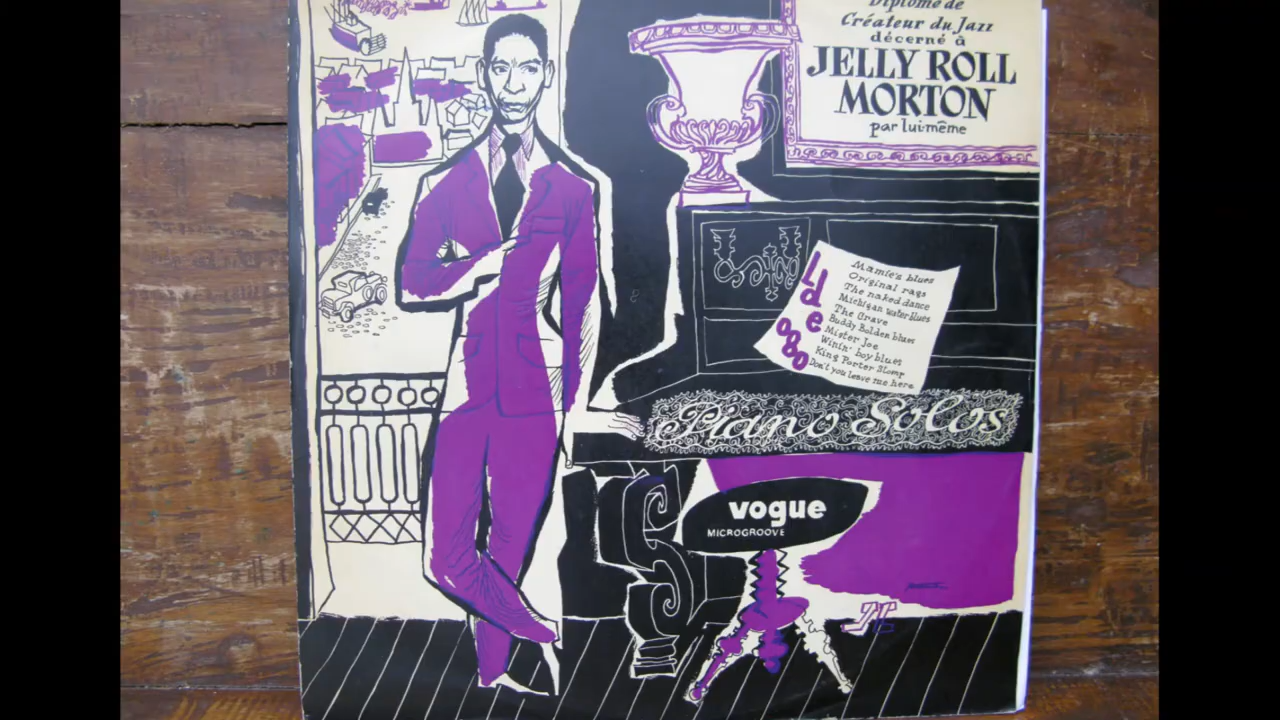 Diplôme de
Créateur du Jazz
décerné à
JELLY ROLL
MORTON
par lui-même
Lde
080
Mamie's blues
Original rags
The naked dance
Michigan water blues
The Crave
Buddy Bolden blues
Mister Joe
Winin' boy blues
King Porter Stomp
Don't you leave me here
Piano Solos
vogue
MICROGROOVE